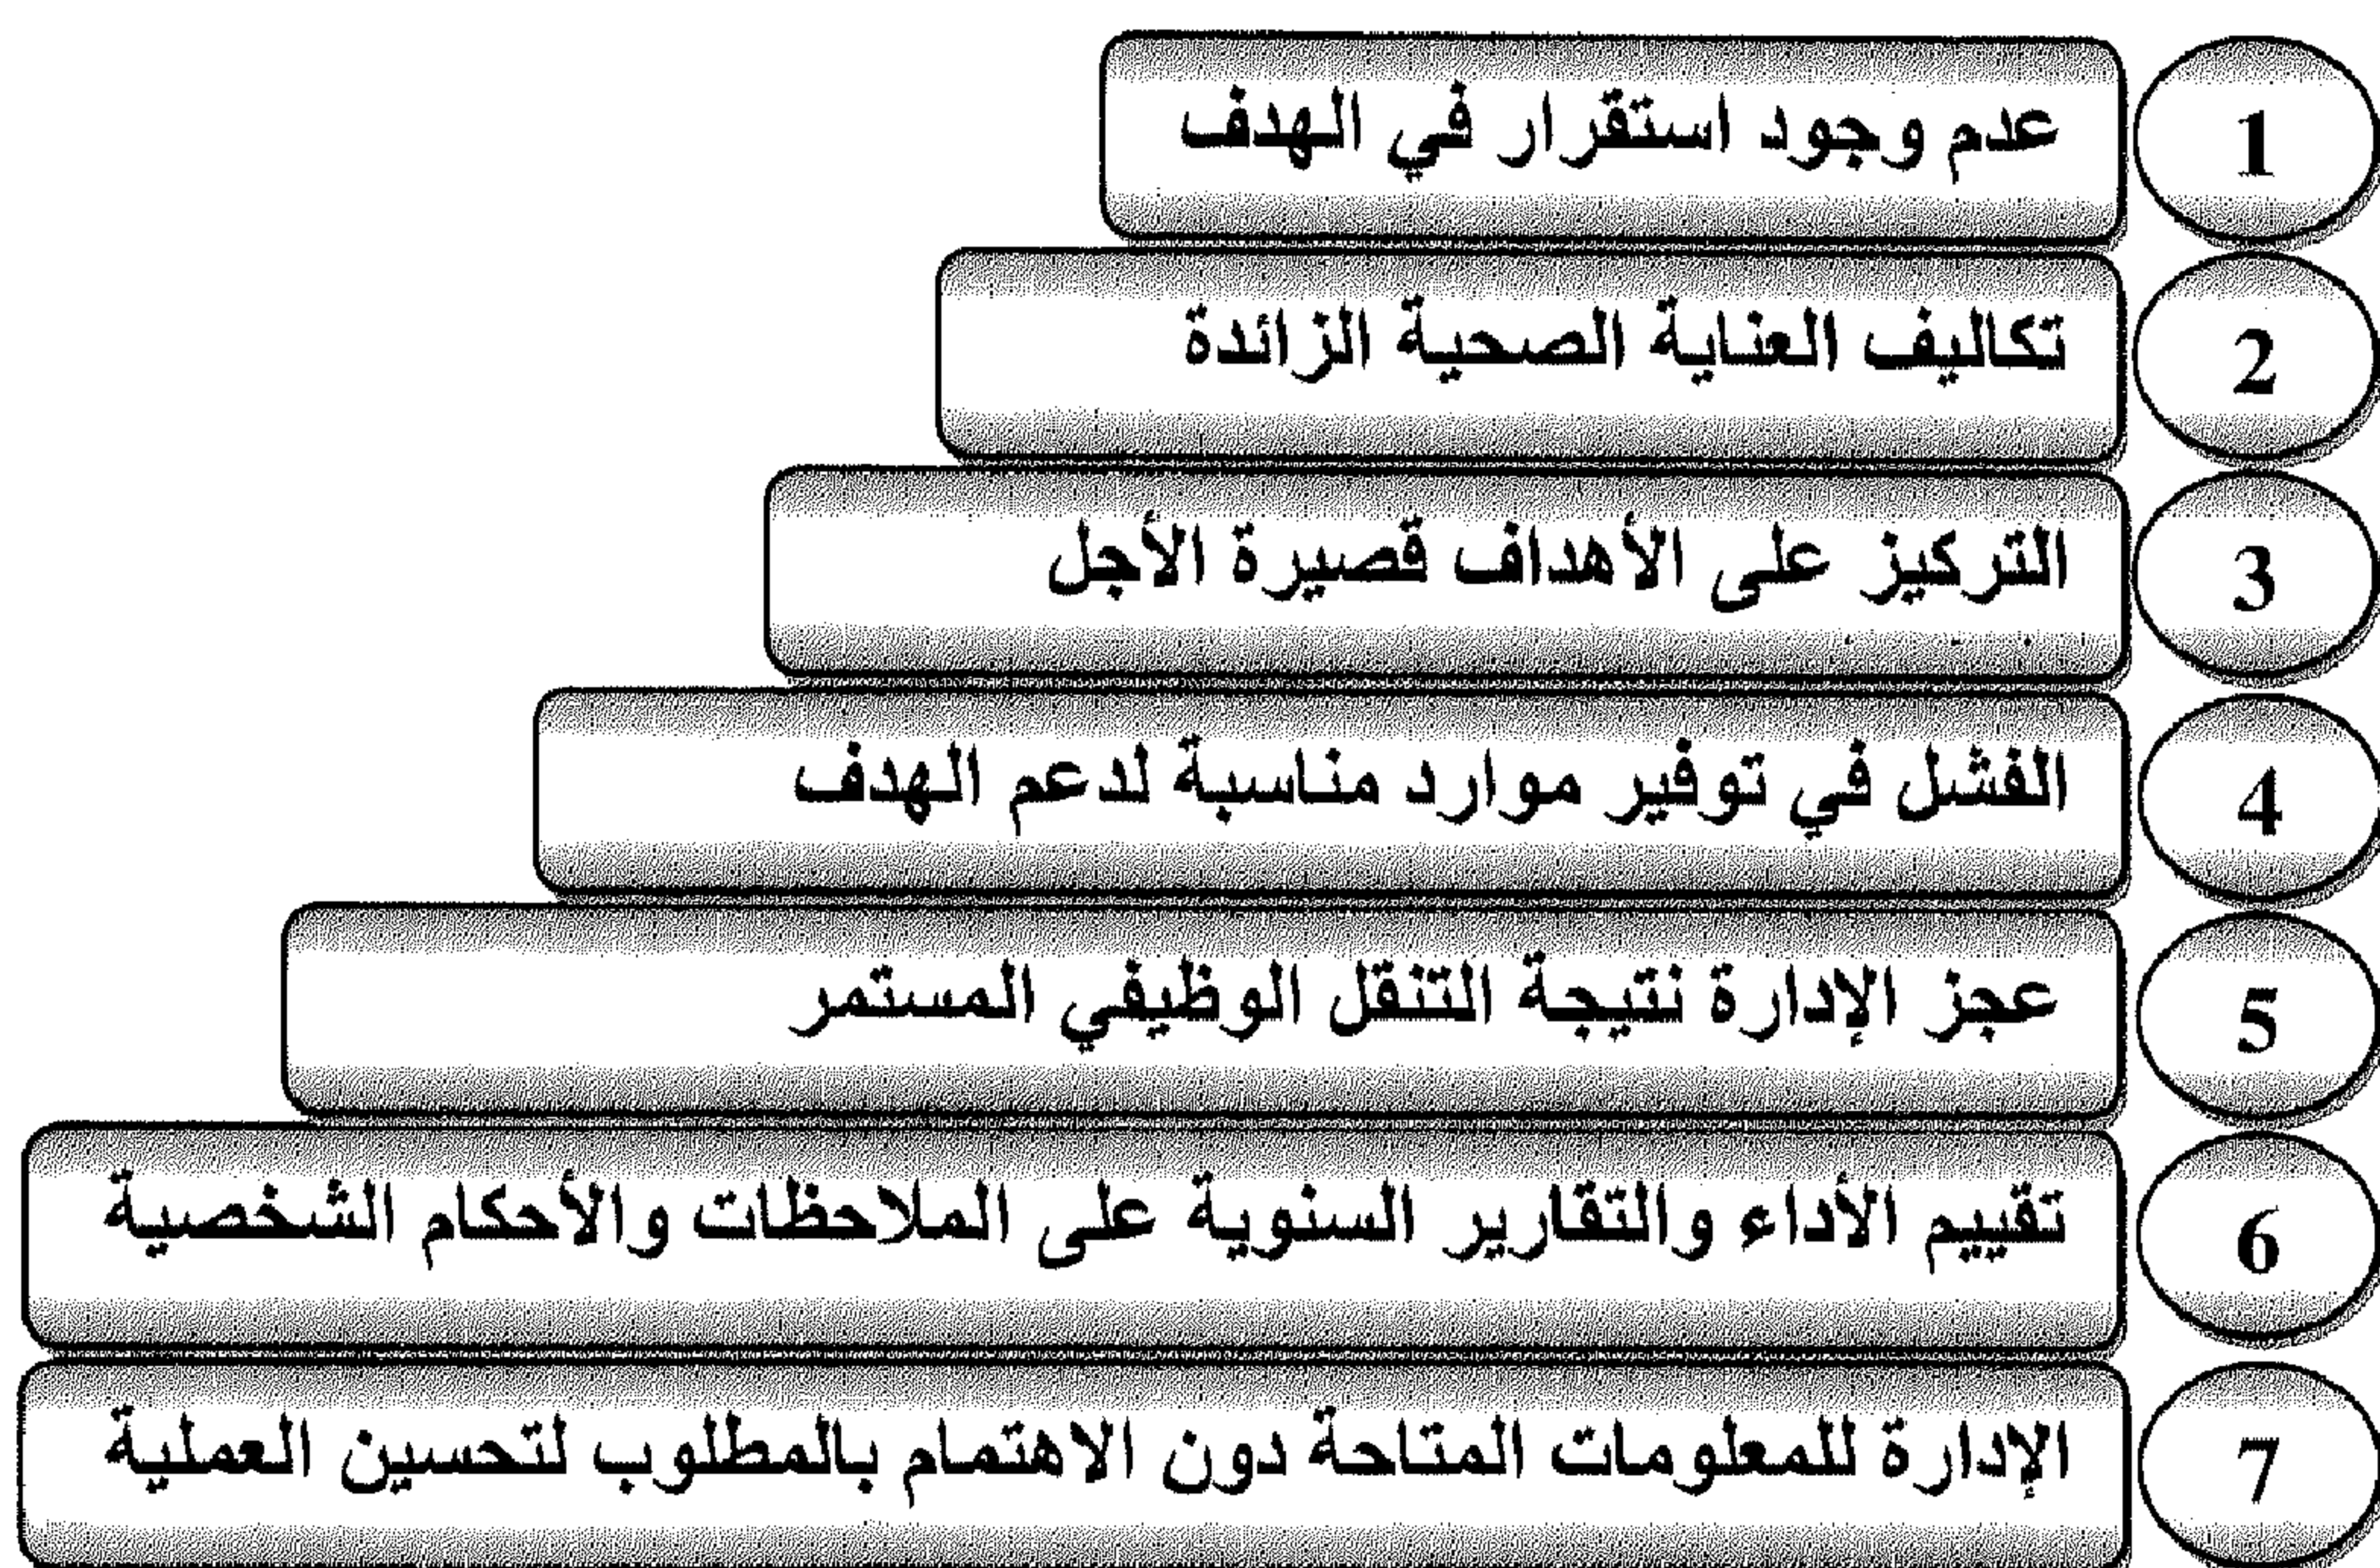 1 عدم وجود استقرار في الهدف
2 تكاليف العناية الصحية الزائدة
3 التركيز على الأهداف قصيرة الأجل
4 الفشل في توفير موارد مناسبة لدعم الهدف
5 عجز الإدارة نتيجة التنقل الوظيفي المستمر
6 تقييم الأداء والتقارير السنوية على الملاحظات والأحكام الشخصية
7 الإدارة للمعلومات المتاحة دون الاهتمام بالمطلوب لتحسين العملية